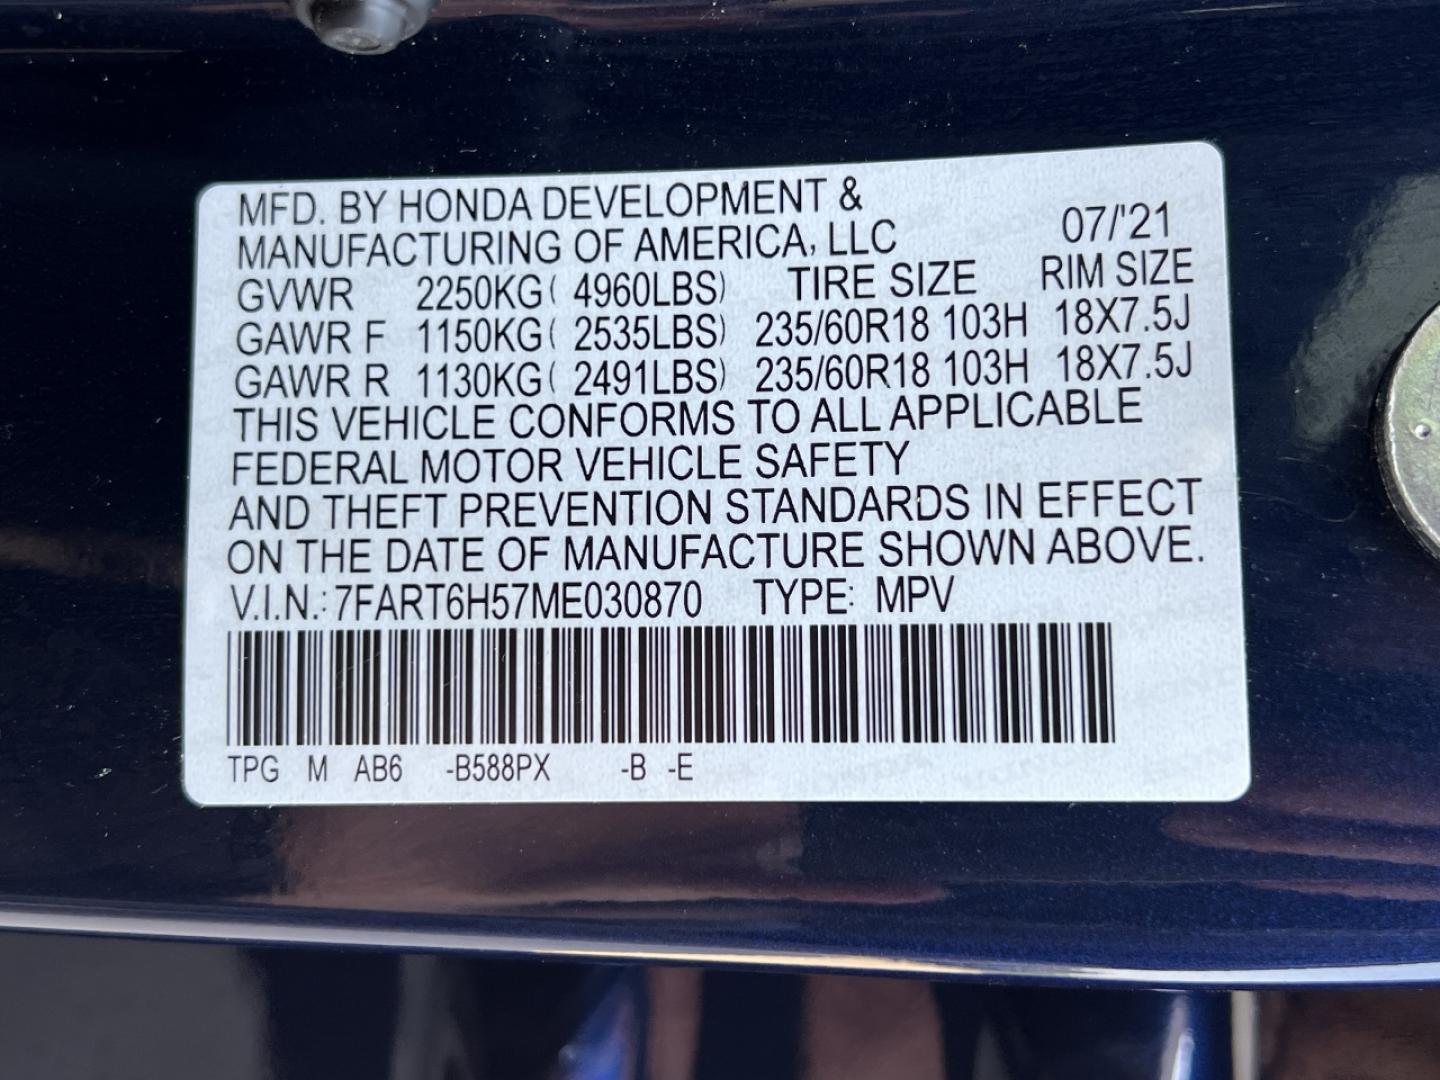 MFD. BY HONDA DEVELOPMENT &
MANUFACTURING OF AMERICA, LLC 07/'21
GVWR 2250KG( 4960LBS) TIRE SIZE RIM SIZE
GAWR F 1150KG( 2535LBS) 235/60R18 103H 18X7.5J
GAWR R 1130KG( 2491LBS) 235/60R18 103H 18X7.5J
THIS VEHICLE CONFORMS TO ALL APPLICABLE
FEDERAL MOTOR VEHICLE SAFETY
AND THEFT PREVENTION STANDARDS IN EFFECT
ON THE DATE OF MANUFACTURE SHOWN ABOVE.
V.I.N.: 7FART6H57ME030870 TYPE: MPV
TPG M AB6 -B588PX -B -E